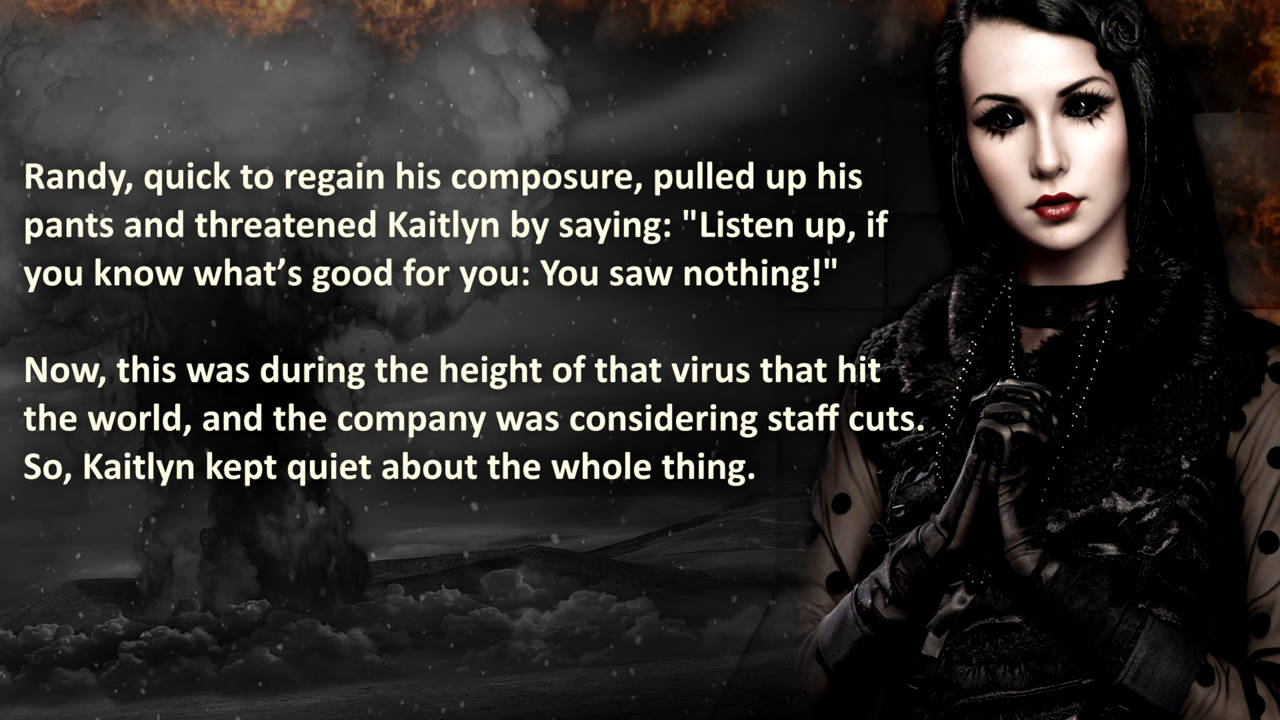 Randy, quick to regain his composure, pulled up his
pants and threatened Kaitlyn by saying: "Listen up, if
you know what’s good for you: You saw nothing!"
Now, this was during the height of that virus that hit
the world, and the company was considering staff cuts.
So, Kaitlyn kept quiet about the whole thing.